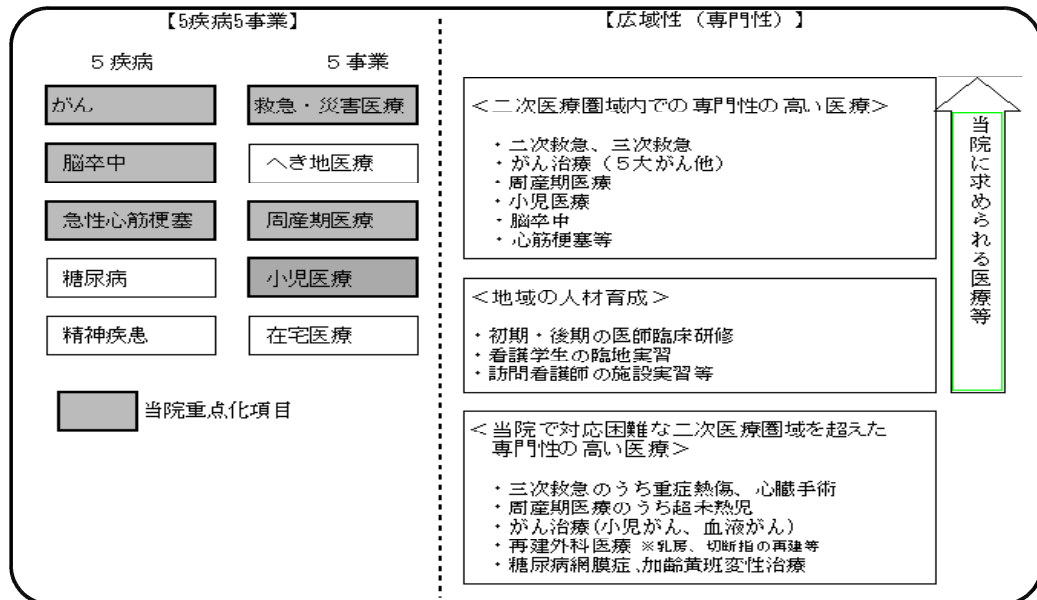 【5疾病5事業】
5疾病
5事業
がん
救急・災害医療
脳卒中
へき地医療
急性心筋梗塞
周産期医療
糖尿病
小児医療
精神疾患
在宅医療
当院重点化項目
【広域性（専門性）】
＜二次医療圏域内での専門性の高い医療＞
・二次救急、三次救急
・がん治療（５大がん他）
・周産期医療
・小児医療
・脳卒中
・心筋梗塞等
＜地域の人材育成＞
・初期・後期の医師臨床研修
・看護学生の臨地実習
・訪問看護師の施設実習等
＜当院で対応困難な二次医療圏域を超えた
専門性の高い医療＞
・三次救急のうち重症熱傷、心臓手術
・周産期医療のうち超未熟児
・がん治療(小児がん、血液がん)
・再建外科医療 ※乳房、切断指の再建等
・糖尿病網膜症、加齢黄斑変性治療
当院に求められる医療等